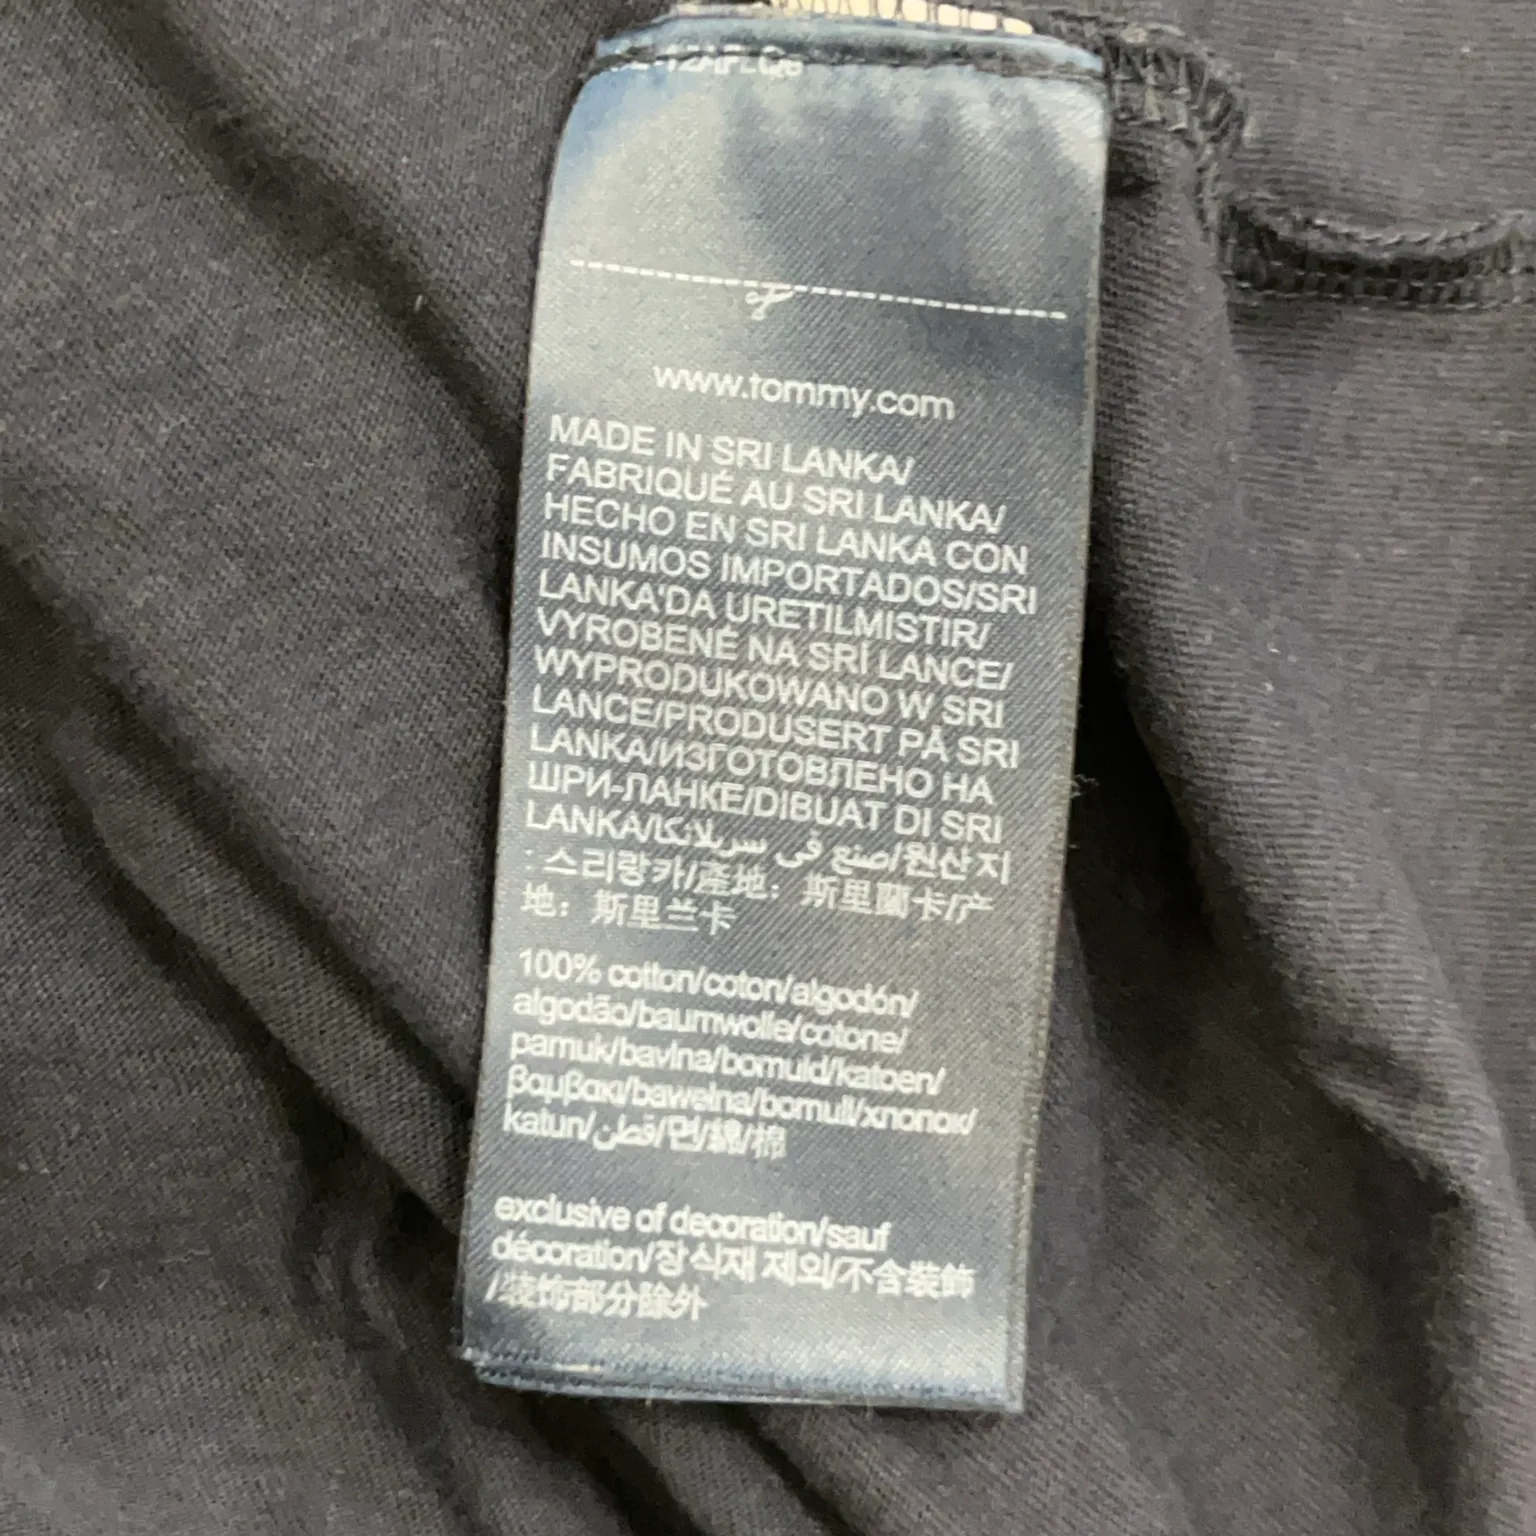 www.tommy.com
MADE IN SRI LANKA/
FABRIQUÉ AU SRI LANKA/
HECHO EN SRI LANKA CON
INSUMOS IMPORTADOS/SRI
LANKA'DA URETILMISTIR/
VYROBENÉ NA SRÍ LANCE/
WYPRODUKOWANO W SRI
LANCE/PRODUSERT PÅ SRI
LANKA/ИЗГОТОВЛЕНО НА
ШРИ-ЛАНКЕ/DIBUAT DI SRI
LANKA/صنع في سريلانكا/원산지
: 스리랑카/產地：斯里蘭卡/产
地：斯里兰卡
100% cotton/coton/algodón/
algodão/baumwolle/cotone/
pamuk/bavlna/bomuld/katoen/
βαμβακι/bawełna/bomull/хлопок/
katun/قطن/면/綿/棉
exclusive of decoration/sauf
décoration/장식재 제외/不含裝飾
/装饰部分除外